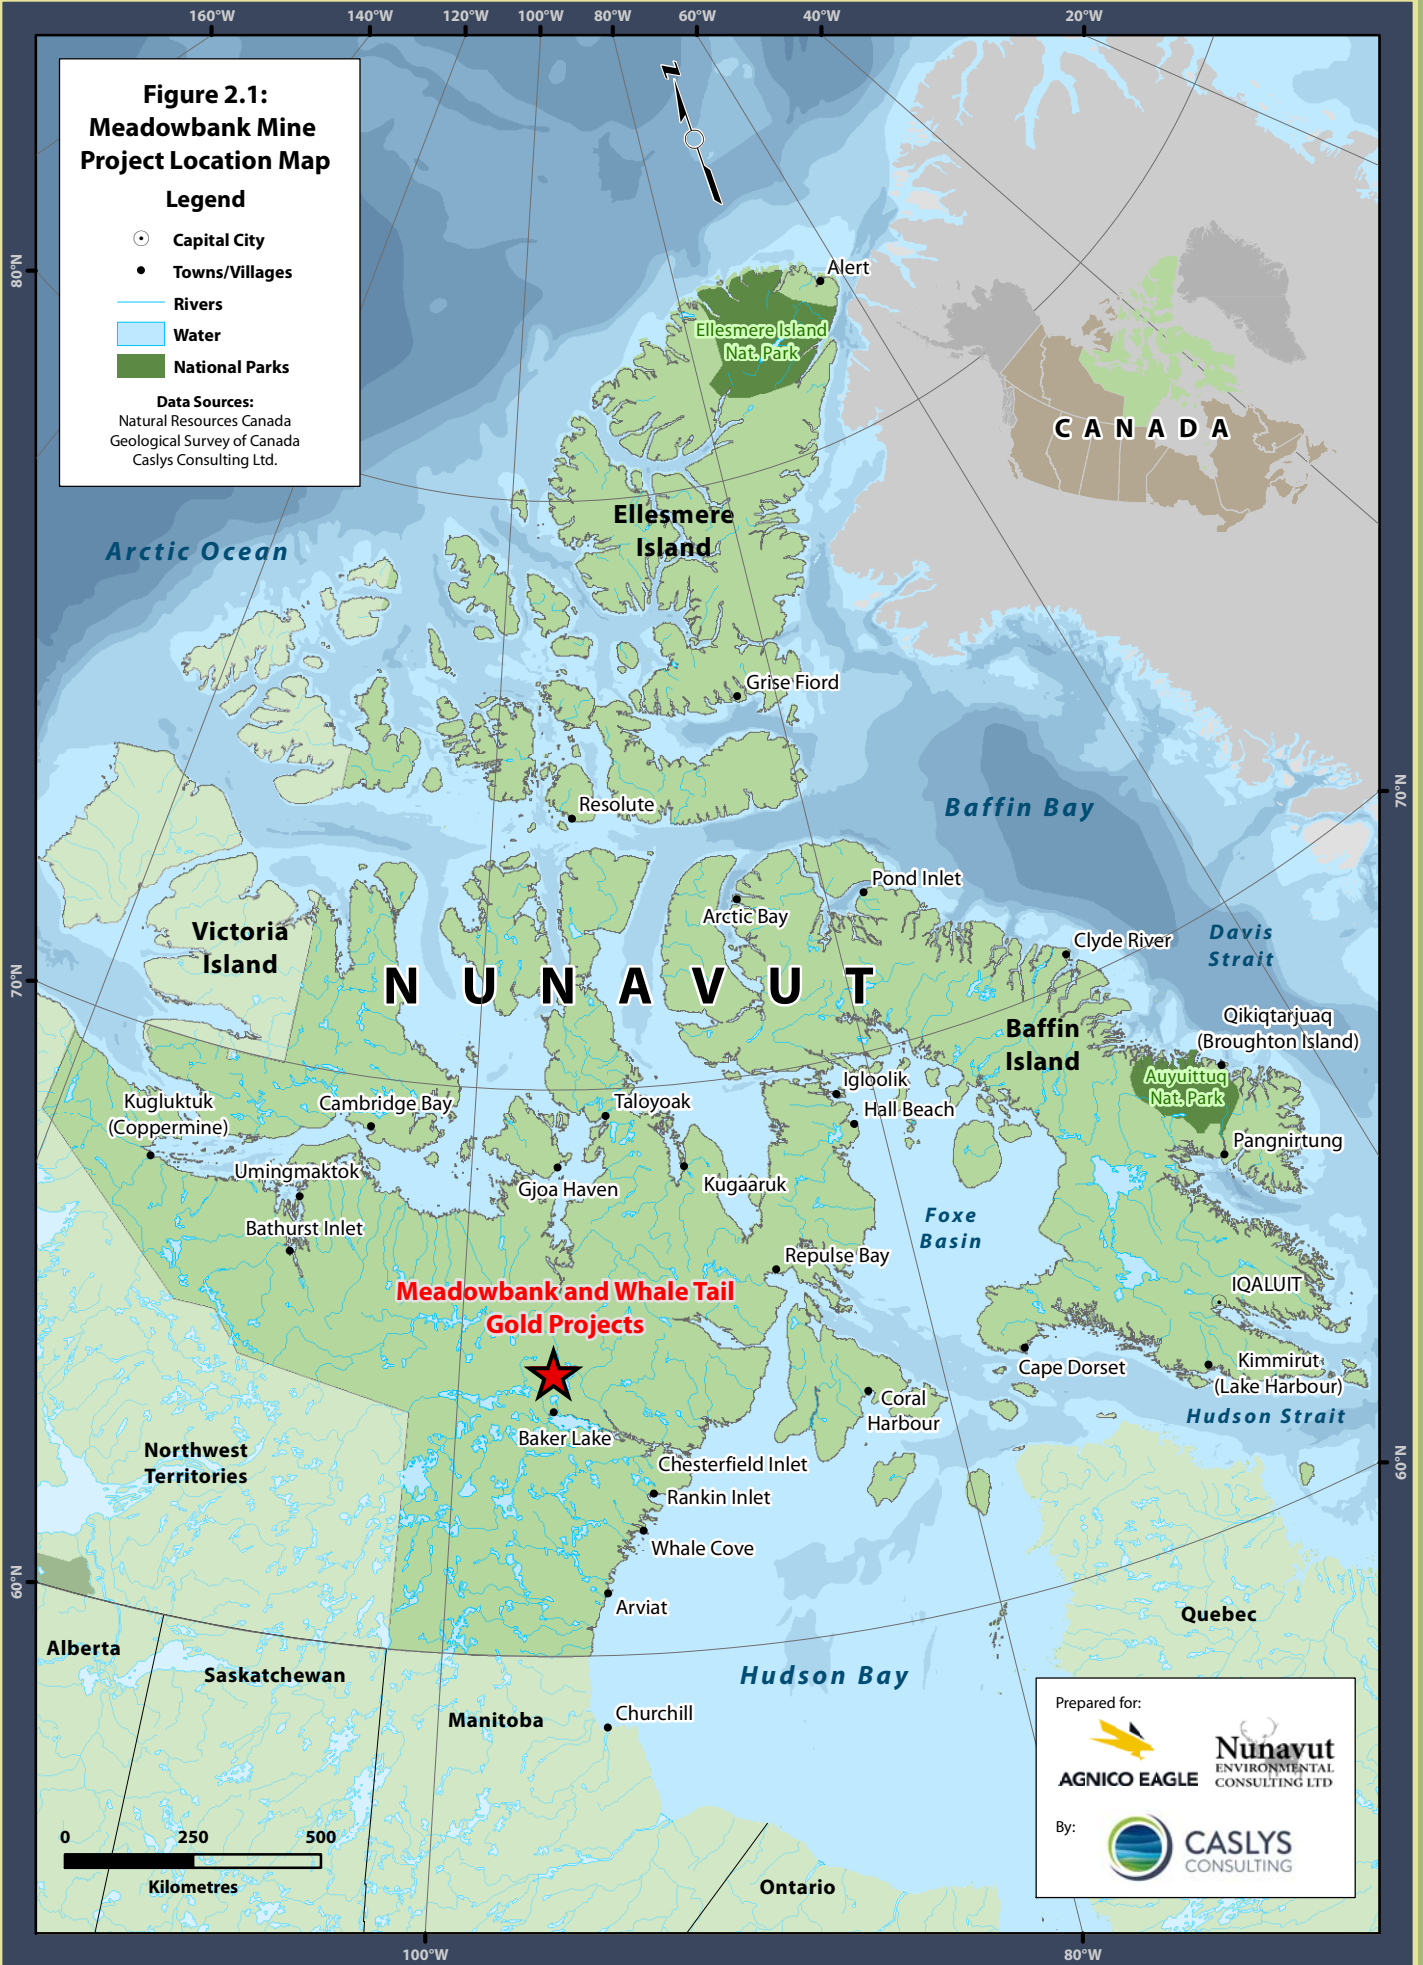 160°W
140°W
120°W
100°W
80°W
60°W
40°W
20°W
Figure 2.1:
Meadowbank Mine
Project Location Map
Legend
Capital City
Towns/Villages
Rivers
Water
National Parks
Data Sources:
Natural Resources Canada
Geological Survey of Canada
Caslys Consulting Ltd.
N
80°N
Alert
Ellesmere Island
Nat. Park
CANADA
Ellesmere
Island
Arctic Ocean
Grise Fiord
Resolute
Baffin Bay
70°N
Pond Inlet
Arctic Bay
Victoria
Island
Clyde River
Davis
Strait
70°N
NUNAVUT
Baffin
Island
Qikiqtarjuaq
(Broughton Island)
Auyuittuq
Nat. Park
Igloolik
Hall Beach
Kugluktuk
(Coppermine)
Cambridge Bay
Taloyoak
Pangnirtung
Umingmaktok
Gjoa Haven
Kugaaruk
Bathurst Inlet
Foxe
Basin
Repulse Bay
IQALUIT
Meadowbank and Whale Tail
Gold Projects
Cape Dorset
Kimmirut
(Lake Harbour)
Coral
Harbour
Hudson Strait
Baker Lake
Northwest
Territories
Chesterfield Inlet
60°N
Rankin Inlet
Whale Cove
60°N
Arviat
Quebec
Alberta
Saskatchewan
Hudson Bay
Manitoba
Churchill
Prepared for:
AGNICO EAGLE
Nunavut
ENVIRONMENTAL
CONSULTING LTD
By:
CASLYS
CONSULTING
0
250
500
Kilometres
Ontario
100°W
80°W